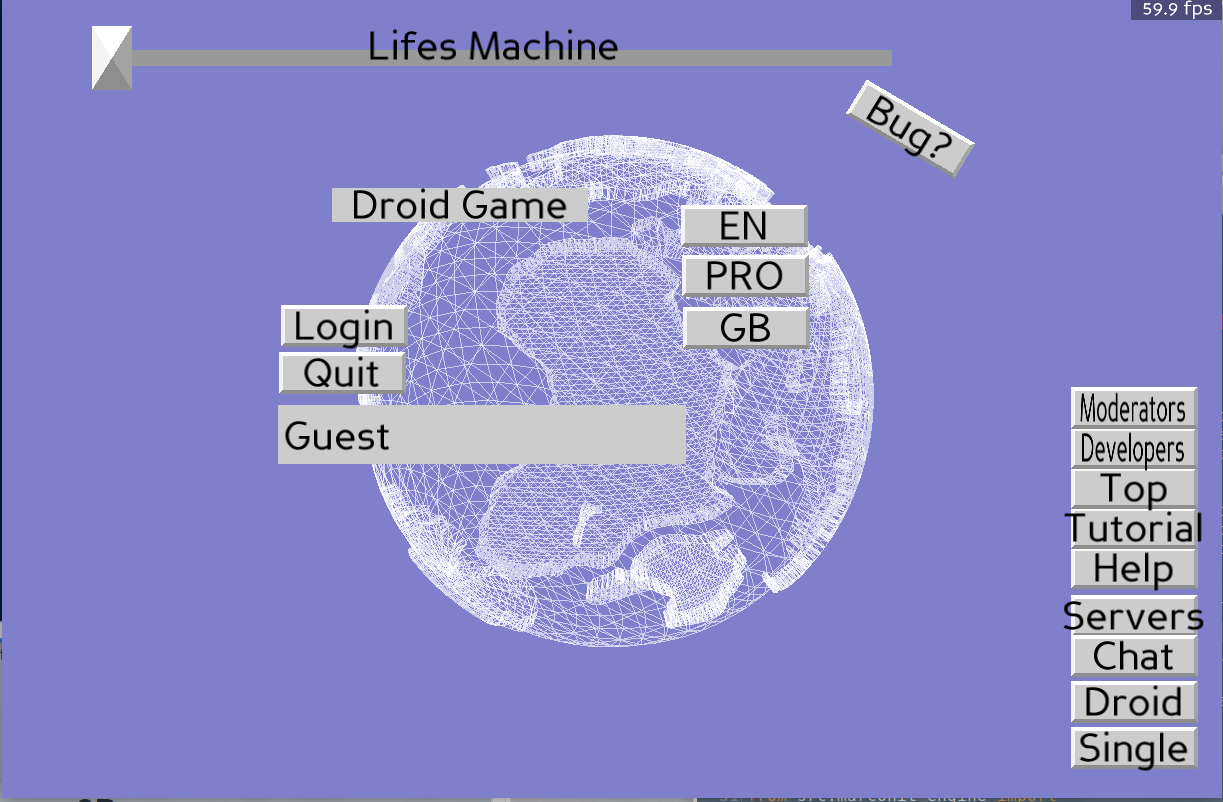 59.9 fps
Lifes Machine
Bug?
Droid Game
EN
PRO
GB
Login
Quit
Guest
Moderators
Developers
Top
Tutorial
Help
Servers
Chat
Droid
Single